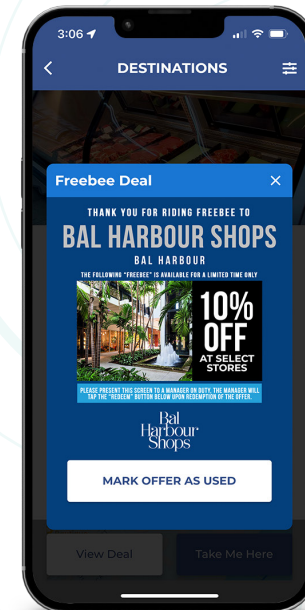 3:06
DESTINATIONS
Freebee Deal
THANK YOU FOR RIDING FREEBEE TO
BAL HARBOUR SHOPS
BAL HARBOUR
THE FOLLOWING "FREEBEE" IS AVAILABLE FOR A LIMITED TIME ONLY
10%
OFF
AT SELECT
STORES
PLEASE PRESENT THIS SCREEN TO A MANAGER ON DUTY. THE MANAGER WILL
TAP THE "REDEEM" BUTTON BELOW UPON REDEMPTION OF THE OFFER.
Bal
Harbour
Shops
MARK OFFER AS USED
View Deal
Take Me Here